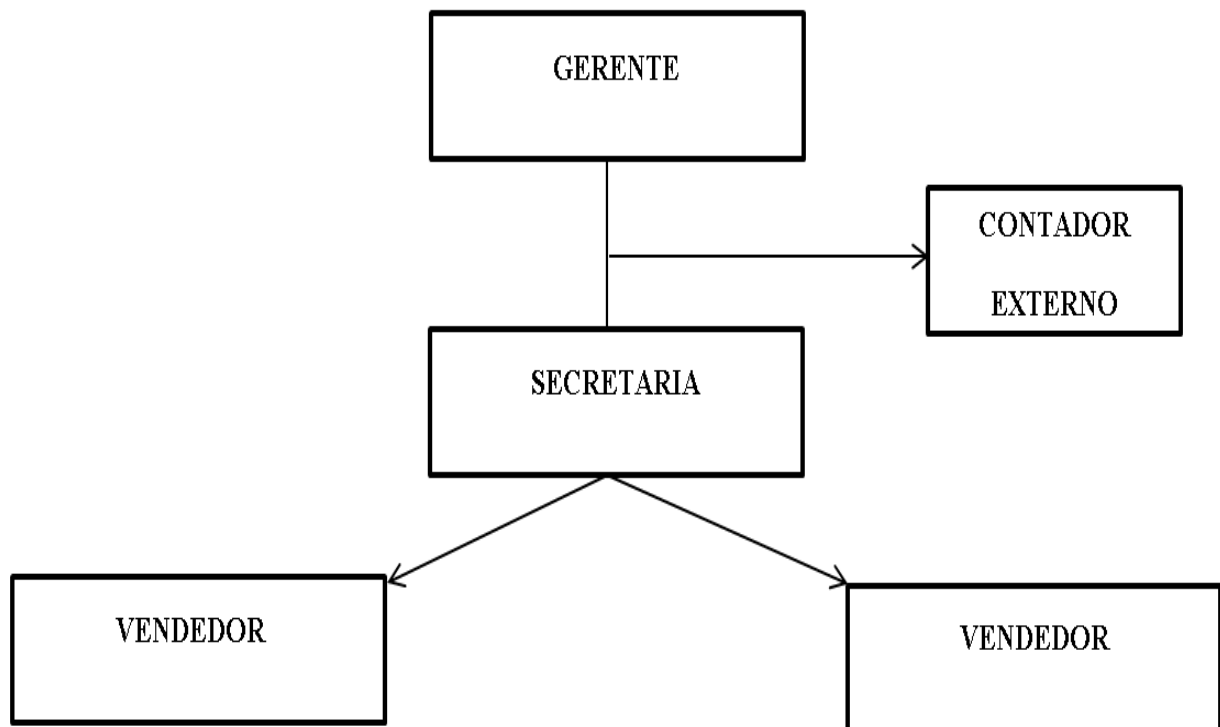 GERENTE
CONTADOR
EXTERNO
SECRETARIA
VENDEDOR
VENDEDOR